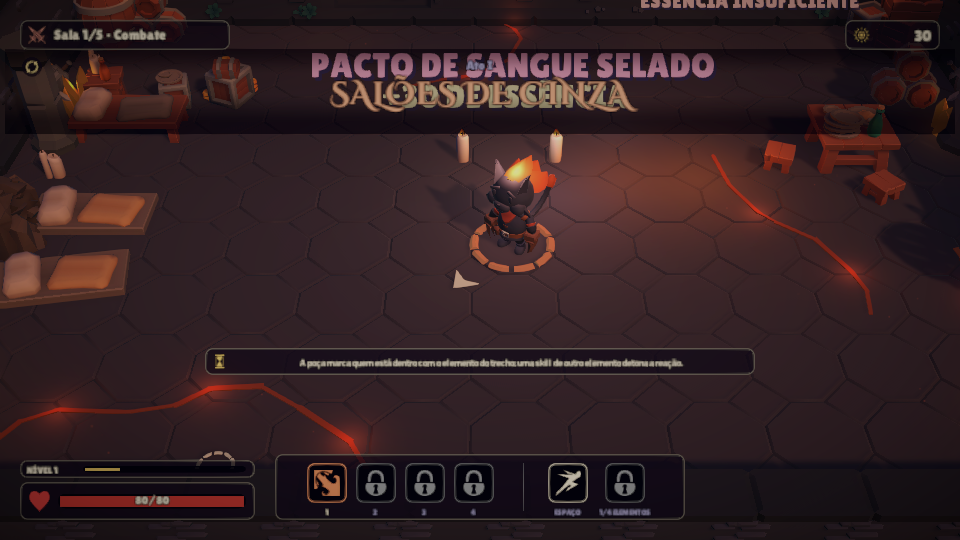 ESSÊNCIA INSUFICIENTE
Sala 1/5 - Combate
30
PACTO DE SANGUE SELADO
A poça marca quem está dentro com o elemento do trecho: uma skill de outro elemento detona a reação.
NÍVEL 1
80/80
1
2
3
4
ESPAÇO
1/4 ELEMENTOS